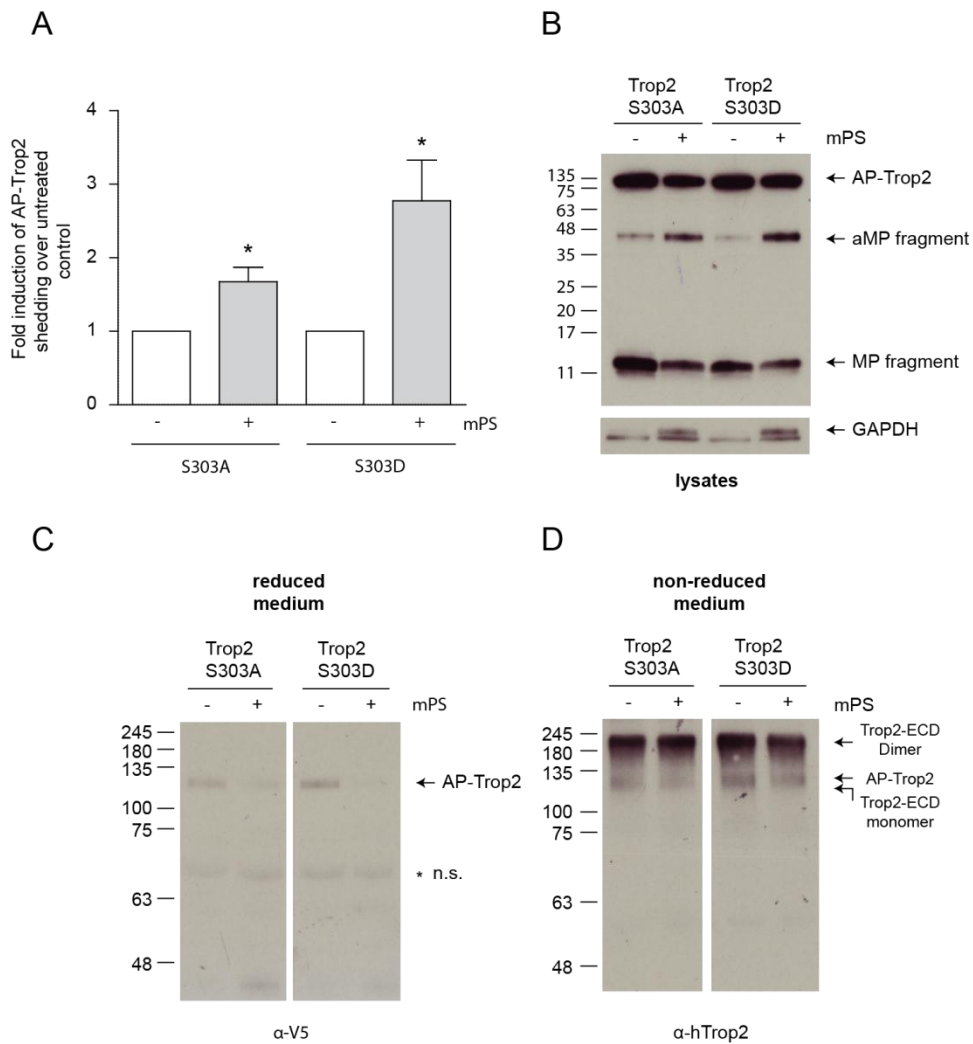 A
Fold induction of AP-Trop2
shedding over untreated
control
4
3
2
1
0
*
*
- + - + mPS
S303A S303D
B
Trop2 Trop2
S303A S303D
- + - + mPS
135
75
63
48
35
25
20
17
11
AP-Trop2
aMP fragment
MP fragment
GAPDH
lysates
C
reduced
medium
Trop2 Trop2
S303A S303D
- + - + mPS
245
180
135
100
75
63
48
AP-Trop2
* n.s.
α-V5
D
non-reduced
medium
Trop2 Trop2
S303A S303D
- + - + mPS
245
180
135
100
75
63
48
Trop2-ECD
Dimer
AP-Trop2
Trop2-ECD
monomer
α-hTrop2